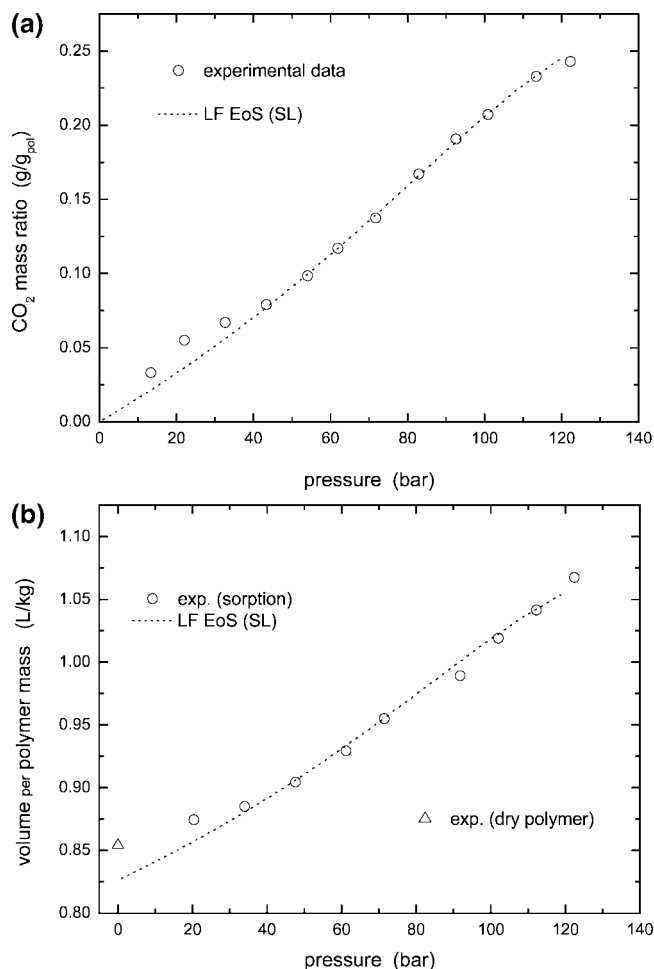 (a)
0.25
0.20
0.15
0.10
0.05
0.00
CO2 mass ratio (g/gpol)
experimental data
LF EoS (SL)
0 20 40 60 80 100 120 140
pressure (bar)
(b)
1.10
1.05
1.00
0.95
0.90
0.85
0.80
volume per polymer mass (L/kg)
exp. (sorption)
LF EoS (SL)
exp. (dry polymer)
0 20 40 60 80 100 120 140
pressure (bar)